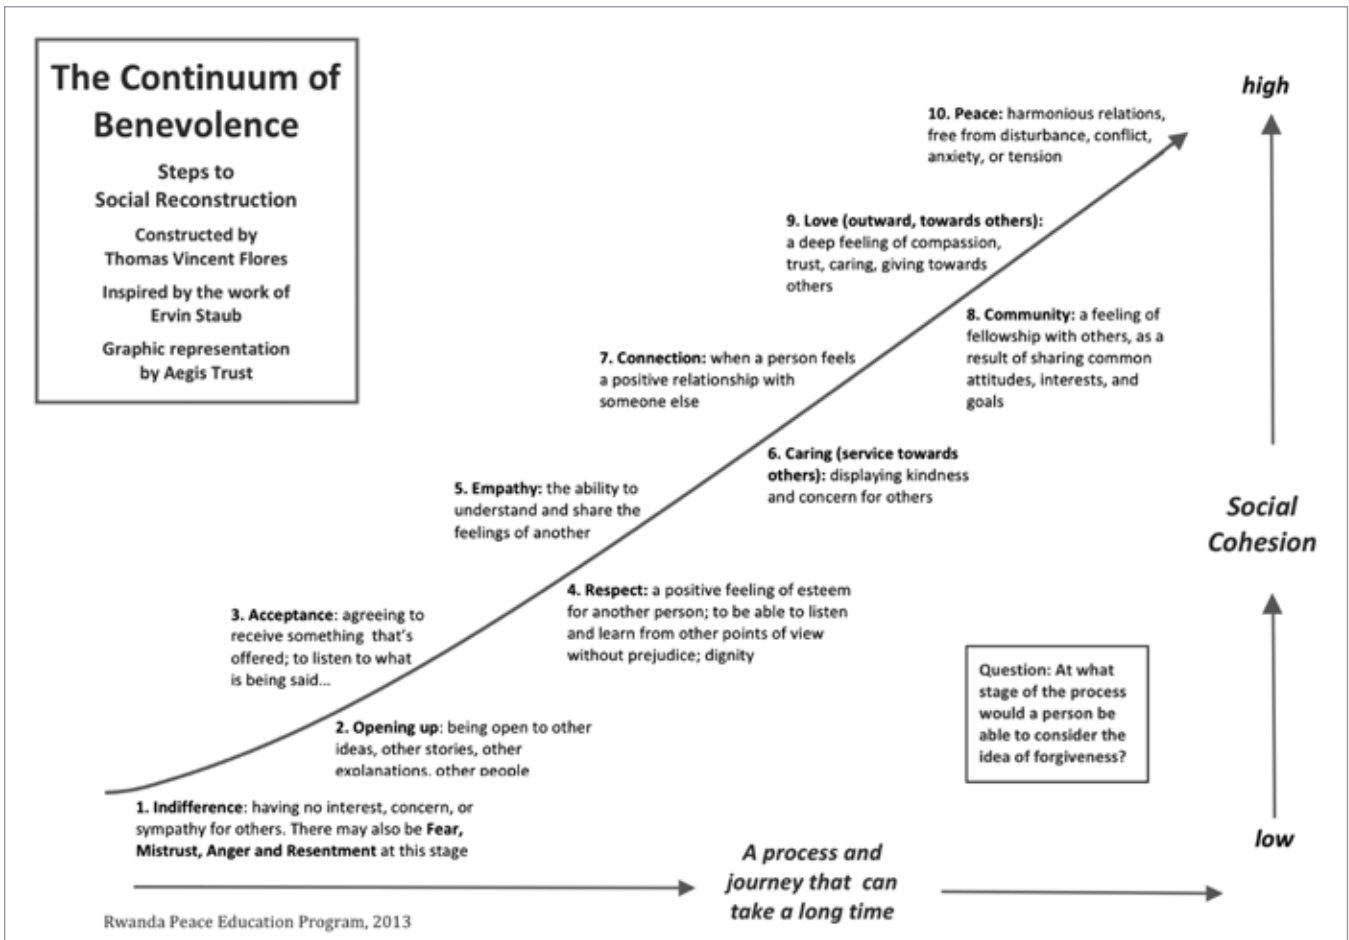 The Continuum of
Benevolence
Steps to
Social Reconstruction
Constructed by
Thomas Vincent Flores
Inspired by the work of
Ervin Staub
Graphic representation
by Aegis Trust
high
10. Peace: harmonious relations,
free from disturbance, conflict,
anxiety, or tension
9. Love (outward, towards others):
a deep feeling of compassion,
trust, caring, giving towards
others
8. Community: a feeling of
fellowship with others, as a
result of sharing common
attitudes, interests, and
goals
7. Connection: when a person feels
a positive relationship with
someone else
6. Caring (service towards
others): displaying kindness
and concern for others
5. Empathy: the ability to
understand and share the
feelings of another
Social
Cohesion
4. Respect: a positive feeling of esteem
for another person; to be able to listen
and learn from other points of view
without prejudice; dignity
3. Acceptance: agreeing to
receive something that's
offered; to listen to what
is being said...
Question: At what
stage of the process
would a person be
able to consider the
idea of forgiveness?
2. Opening up: being open to other
ideas, other stories, other
explanations, other people
1. Indifference: having no interest, concern, or
sympathy for others. There may also be Fear,
Mistrust, Anger and Resentment at this stage
low
A process and
journey that can
take a long time
Rwanda Peace Education Program, 2013